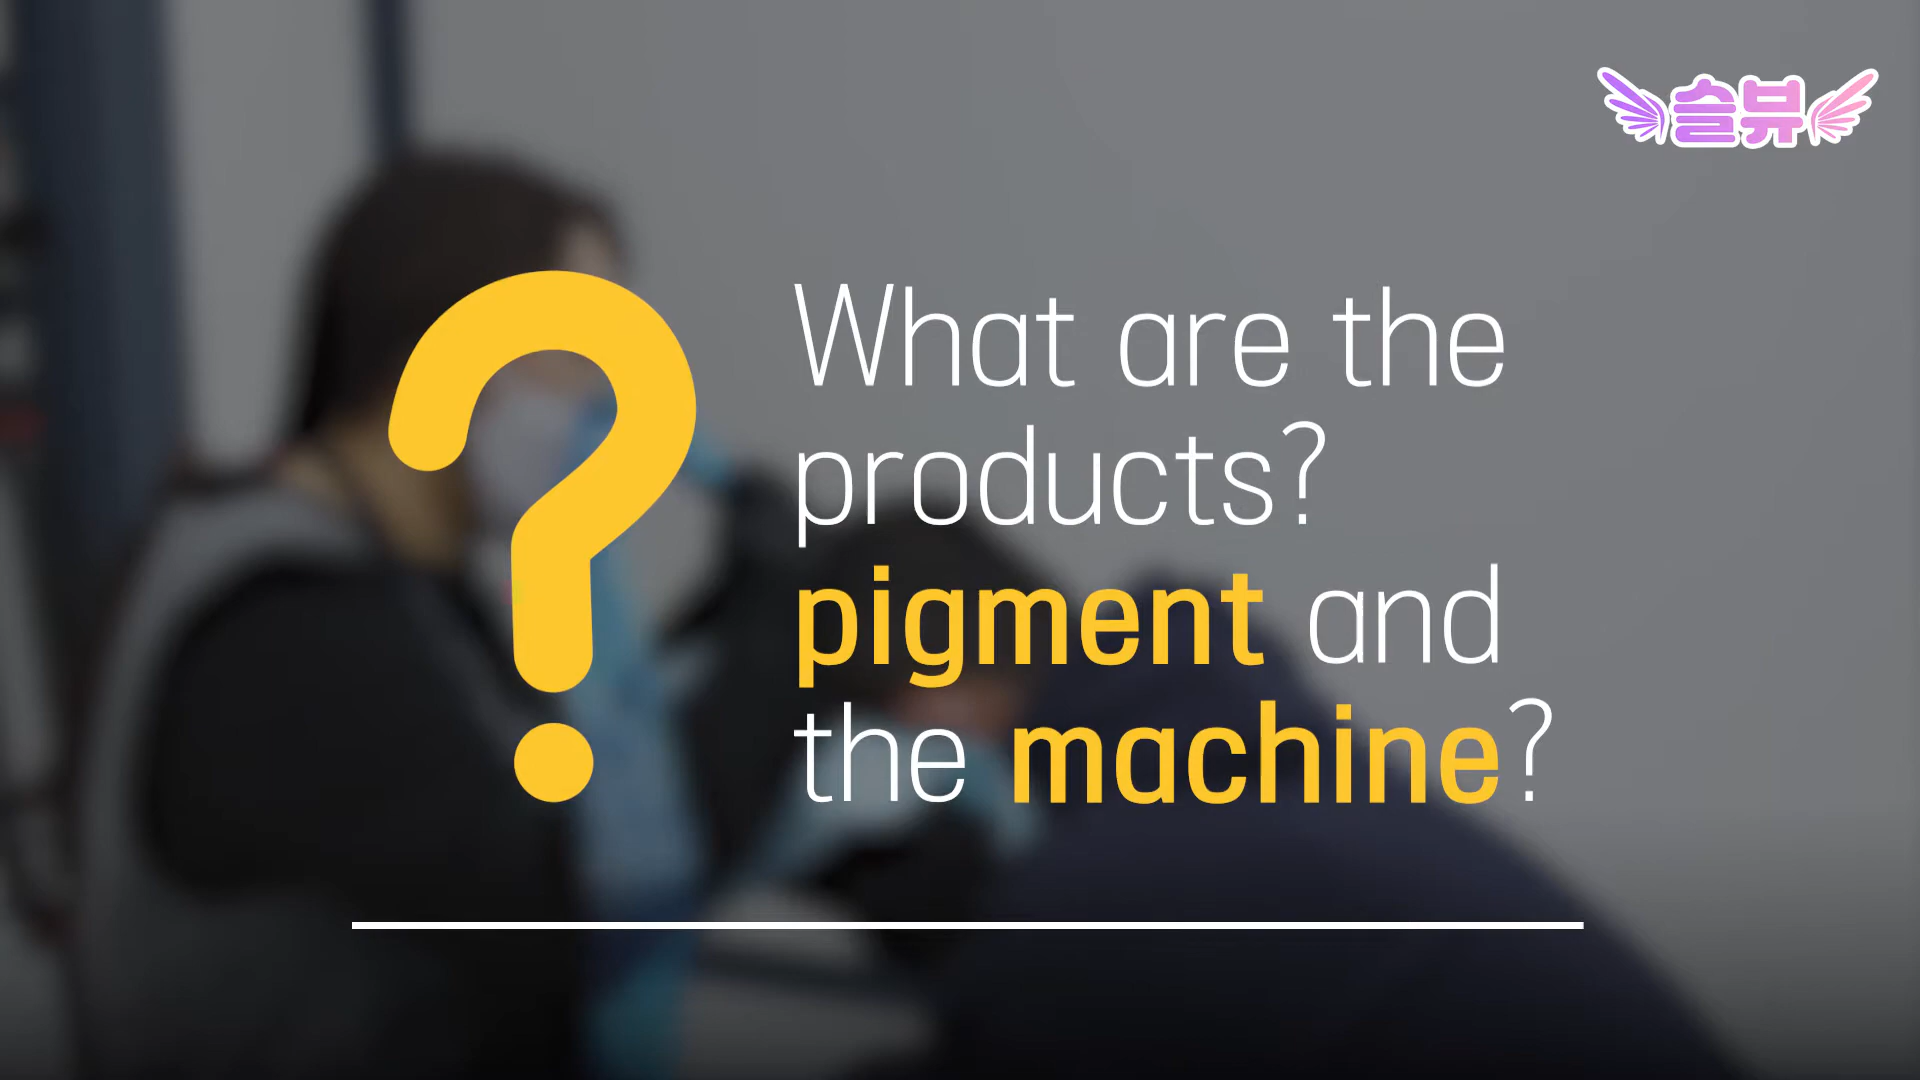 슬뷰
What are the
products?
pigment and
the machine?